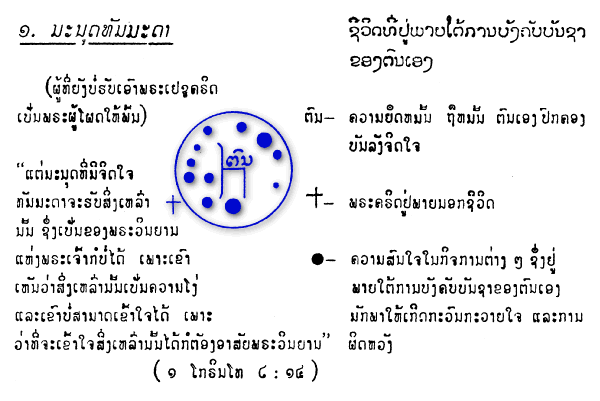 ໑. ມະນຸດທັມມະດາ
(ຜູ້ທີ່ຍັງບໍ່ຮັບເອົາພຣະເຢຊູຄຣິດ
ເປັນພຣະຜູ້ໂຜດໃຫ້ພົ້ນ)
“ແຕ່ມະນຸດທີ່ມີຈິດໃຈ
ທັມມະດາຈະຮັບສິ່ງເຫລົ່າ
ນັ້ນ ຊຶ່ງເປັນຂອງພຣະວິນຍານ
ແຫ່ງພຣະເຈົ້າກໍບໍ່ໄດ້ ເພາະເຂົາ
ເຫັນວ່າສິ່ງເຫລົ່ານັ້ນເປັນຄວາມໂງ່
ແລະເຂົາບໍ່ສາມາດເຂົ້າໃຈໄດ້ ເພາະ
ວ່າທີ່ຈະເຂົ້າໃຈສິ່ງເຫລົ່ານັ້ນໄດ້ກໍຕ້ອງອາສັຍພຣະວິນຍານ”
( ໑ ໂກຣິນໂທ ໒ : ໑໔ )
ຕົນ
ຊີວິດທີ່ຢູ່ພາຍໃຕ້ການບັງຄັບບັນຊາ
ຂອງຕົນເອງ
ຕົນ– ຄວາມຍຶດຫມັ້ນ ຖືຫມັ້ນ ຕົນເອງປົກຄອງ
ບັນລັງຈິດໃຈ
– ພຣະຄຣິດຢູ່ພາຍນອກຊີວິດ
– ຄວາມສົນໃຈໃນກິຈການຕ່າງ ໆ ຊຶ່ງຢູ່
ພາຍໃຕ້ການບັງຄັບບັນຊາຂອງຕົນເອງ
ມັກພາໃຫ້ເກີດກະວົນກະວາຍໃຈ ແລະການ
ຜິດຫວັງ